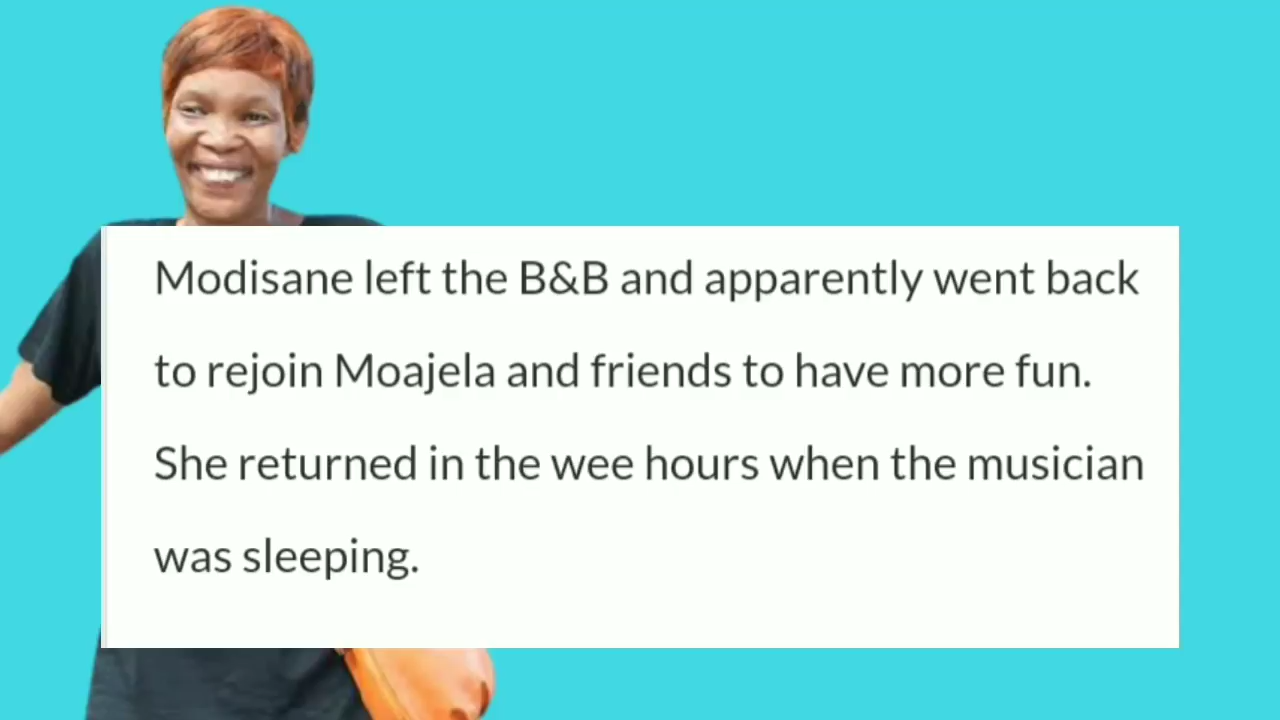 Modisane left the B&B and apparently went back
to rejoin Moajela and friends to have more fun.
She returned in the wee hours when the musician
was sleeping.